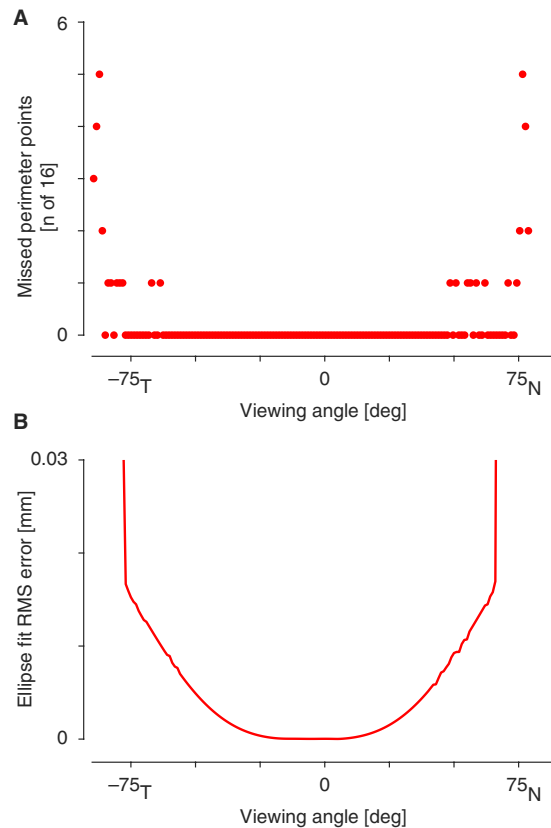 A
6
Missed perimeter points
[n of 16]
0
–75T
0
75N
Viewing angle [deg]
B
0.03
Ellipse fit RMS error [mm]
0
–75T
0
75N
Viewing angle [deg]